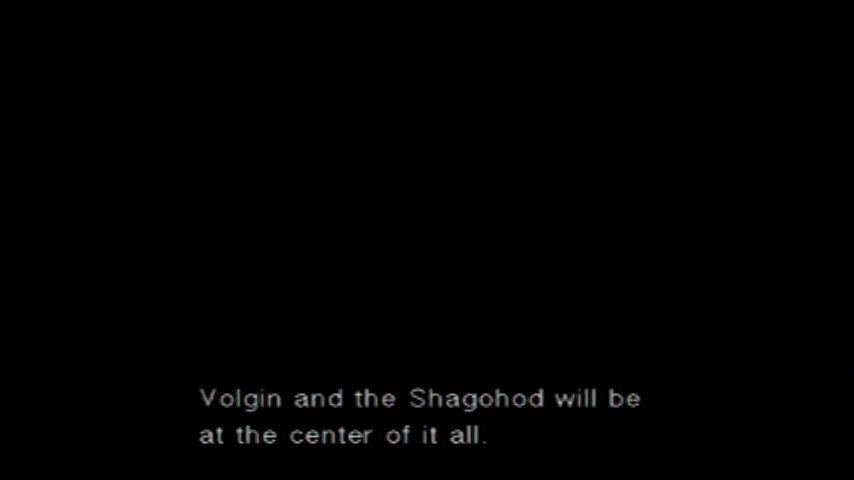 Volgin and the Shagohod will be
at the center of it all.